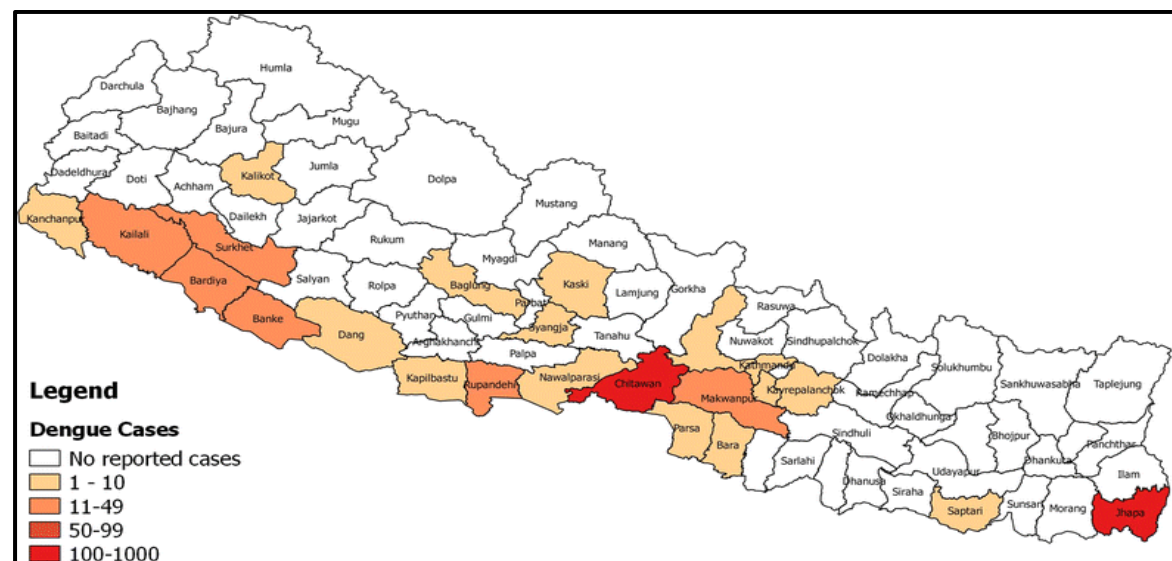 Humla
Darchula
Bajhang
Mugu
Bajura
Baitadi
Jumla
Dadeldhura
Doti
Achham
Kalikot
Dolpa
Mustang
Kanchanpur
Dailekh
Jajarkot
Kailali
Rukum
Manang
Surkhet
Myagdi
Salyan
Bardiya
Rolpa
Baglung
Kaski
Lamjung
Gorkha
Parbat
Rasuwa
Pyuthan
Gulmi
Banke
Syangja
Dang
Tanahu
Nuwakot
Sindhupalchok
Arghakhanchi
Palpa
Dolakha
Solukhumbu
Kathmandu
Sankhuwasabha
Taplejung
Kapilbastu
Rupandehi
Nawalparasi
Chitawan
Kavrepalanchok
Ramechhap
Makwanpur
Okhaldhunga
Parsa
Bara
Sindhuli
Bhojpur
Panchthar
Dhankuta
Sarlahi
Udayapur
Ilam
Dhanusa
Siraha
Saptari
Sunsari
Morang
Jhapa
Legend
Dengue Cases
No reported cases
1 - 10
11-49
50-99
100-1000